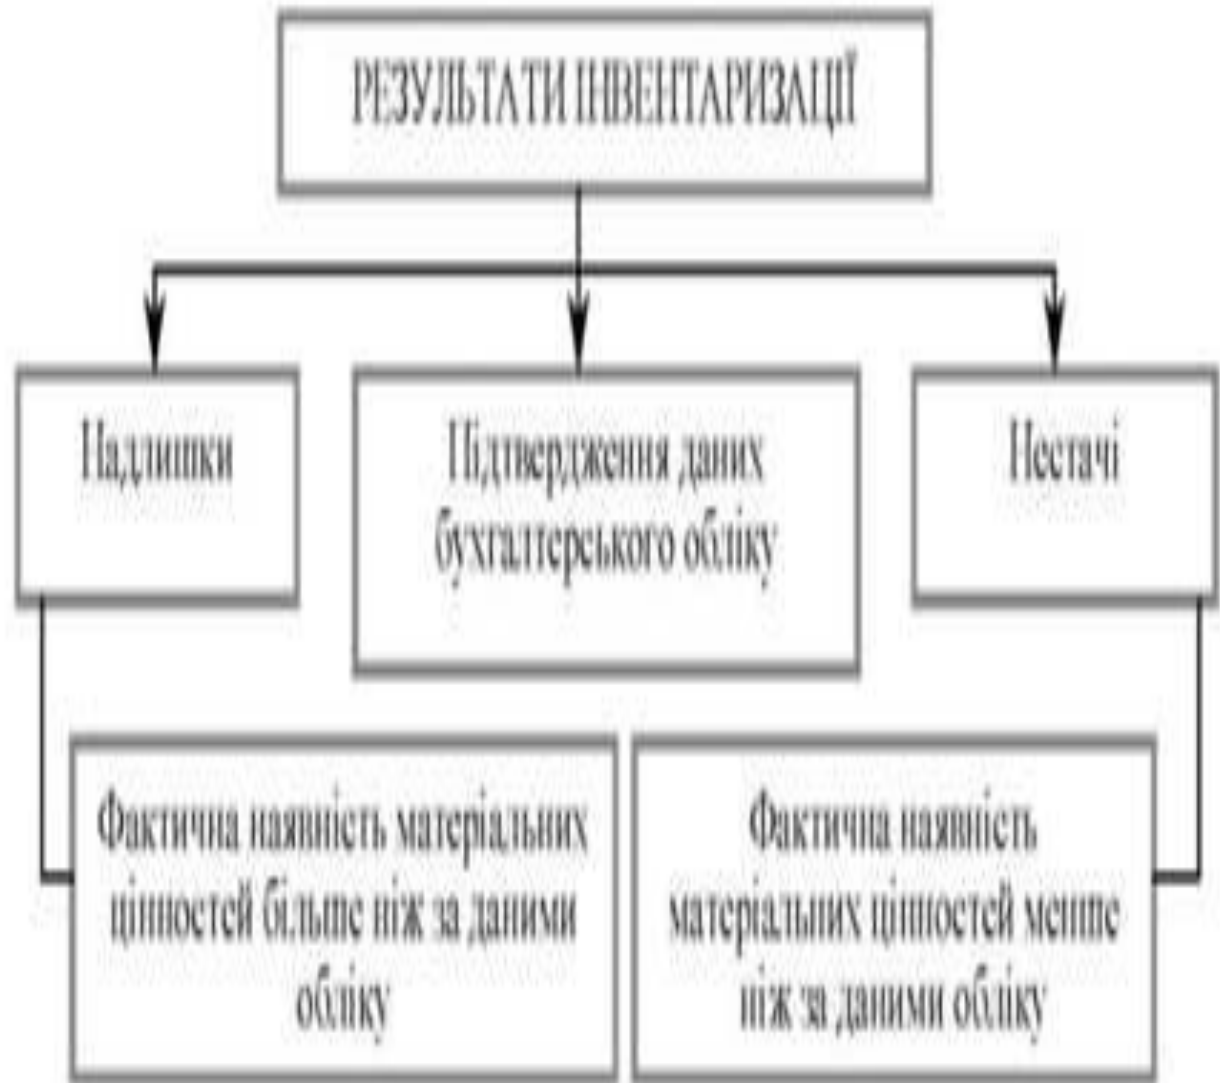 РЕЗУЛЬТАТИ ІНВЕНТАРИЗАЦІЇ
Надлишки
Підтвердження даних
бухгалтерського обліку
Нестачі
Фактична наявність матеріальних
цінностей більше ніж за даними
обліку
Фактична наявність
матеріальних цінностей менше
ніж за даними обліку